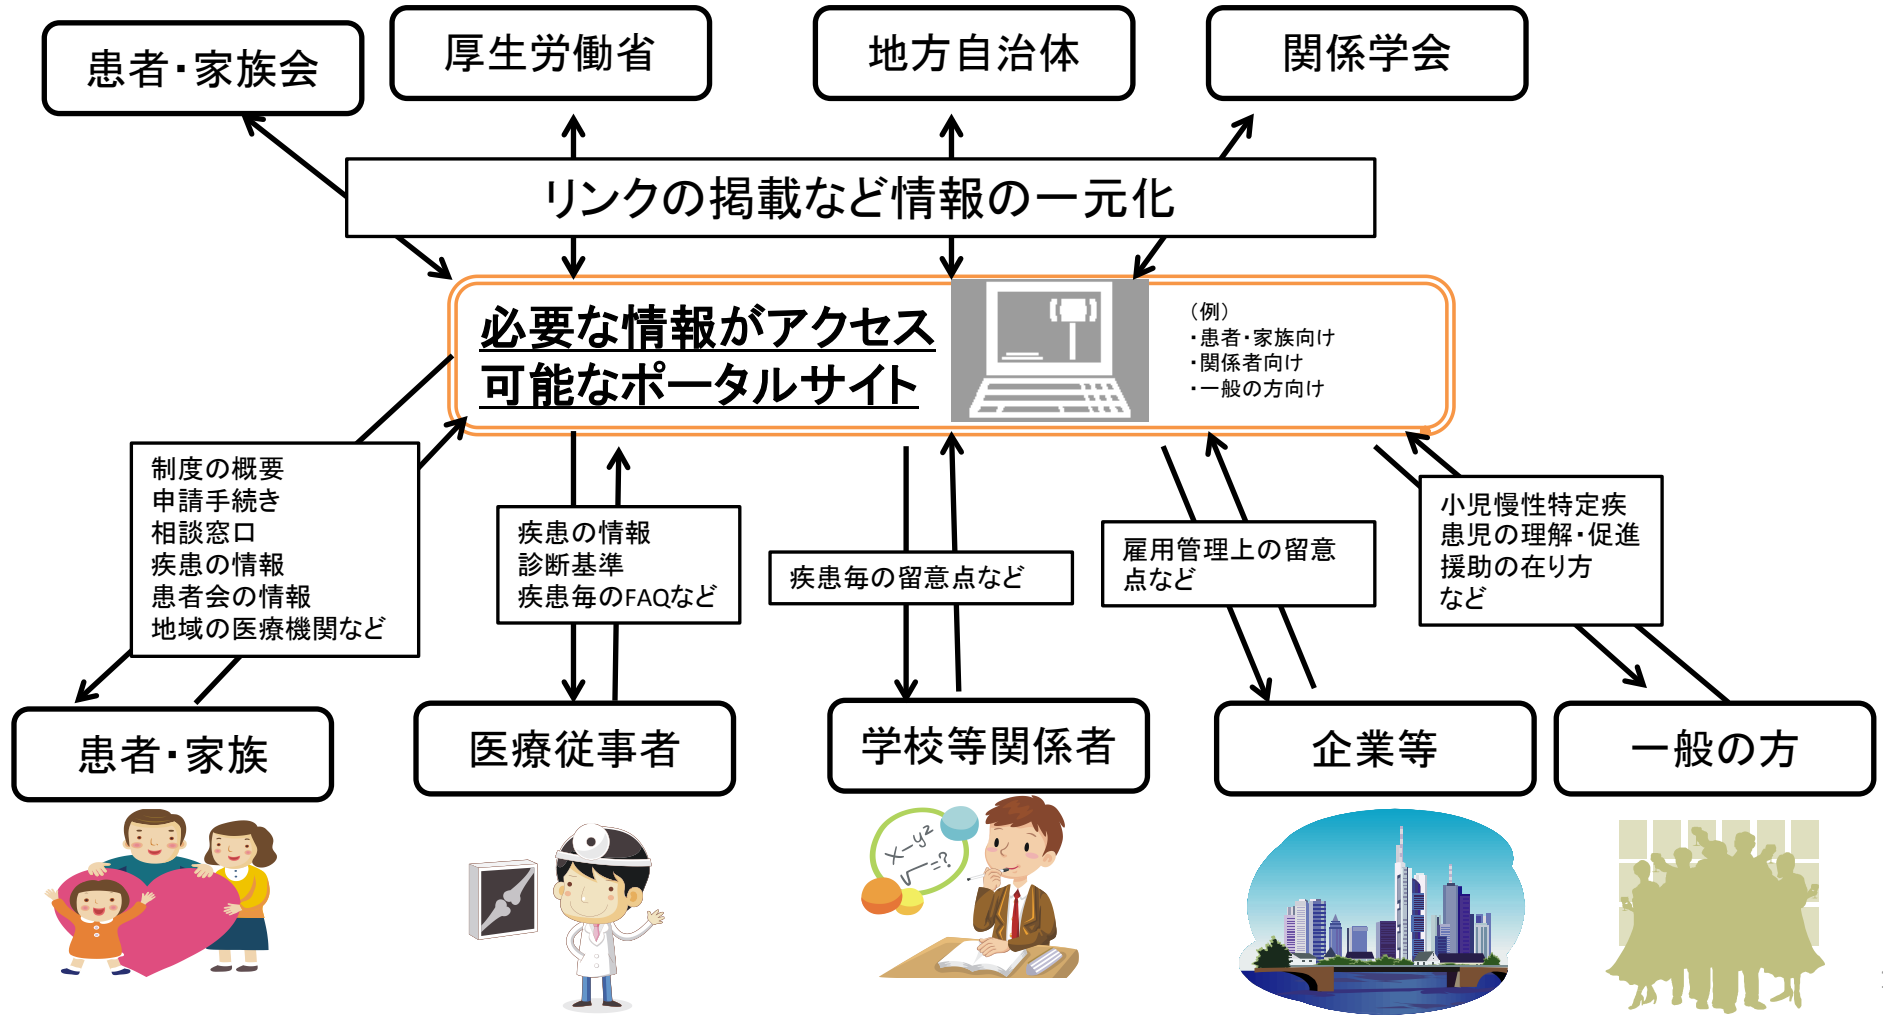 患者・家族会
厚生労働省
地方自治体
関係学会
リンクの掲載など情報の一元化
必要な情報がアクセス
可能なポータルサイト
（例）
・患者・家族向け
・関係者向け
・一般の方向け
制度の概要
申請手続き
相談窓口
疾患の情報
患者会の情報
地域の医療機関など
疾患の情報
診断基準
疾患毎のFAQなど
疾患毎の留意点など
雇用管理上の留意
点など
小児慢性特定疾
患児の理解・促進
援助の在り方
など
患者・家族
医療従事者
学校等関係者
企業等
一般の方
X-yz
√=?